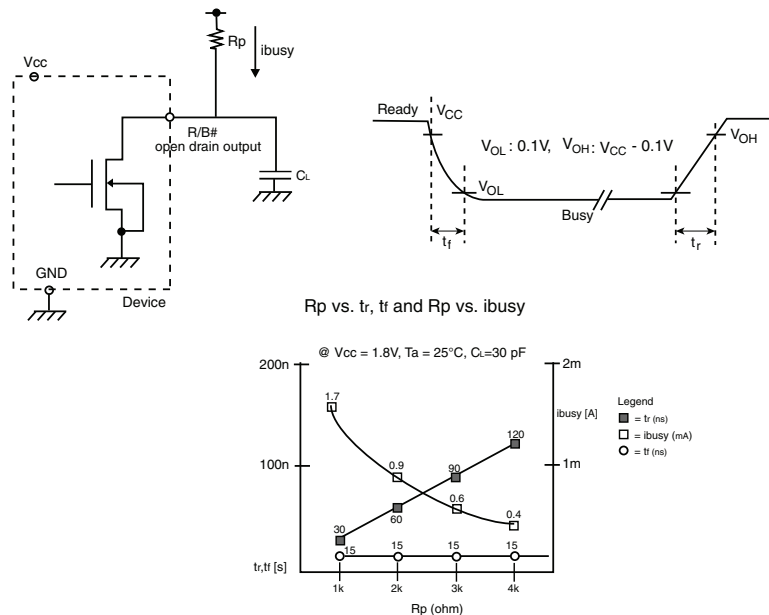 Rp
ibusy
Vcc
R/B#
open drain output
CL
GND
Device
Ready
VCC
VOL : 0.1V, VOH : VCC - 0.1V
VOH
VOL
Busy
tf
tr
Rp vs. tr, tf and Rp vs. ibusy
@ Vcc = 1.8V, Ta = 25°C, CL=30 pF
200n
2m
1.7
ibusy [A]
Legend
= tr (ns)
= ibusy (mA)
= tf (ns)
120
100n
0.9
90
1m
60
0.6
0.4
30
15
15
15
15
tr,tf [s]
1k
2k
3k
4k
Rp (ohm)